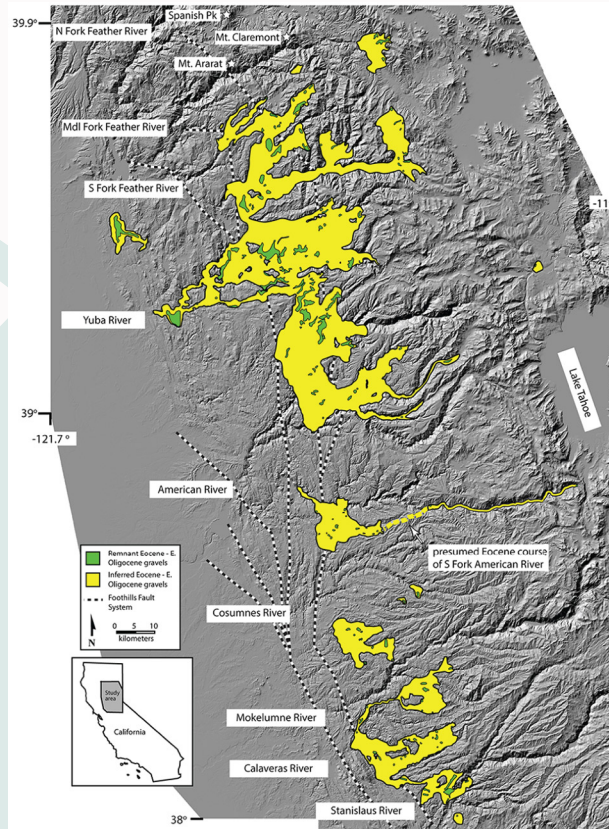 Spanish Pk
39.9°
N Fork Feather River
Mt. Claremont
Mt. Ararat
Mdl Fork Feather River
S Fork Feather River
-11
Yuba River
Lake Tahoe
39°
-121.7 °
American River
presumed Eocene course
of S Fork American River
Remnant Eocene - E.
Oligocene gravels
Inferred Eocene - E.
Oligocene gravels
Foothills Fault
System
0 5 10
kilometers
N
Cosumnes River
Study
area
California
Mokelumne River
Calaveras River
Stanislaus River
38°